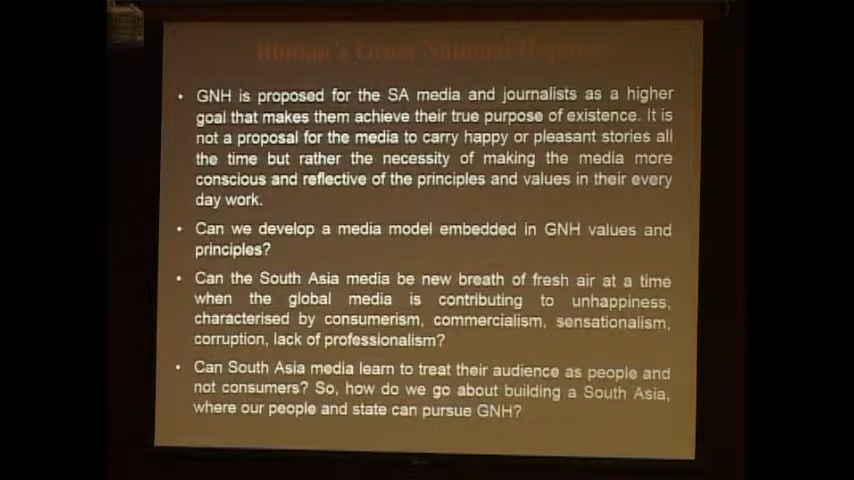 Bhutan's Gross National Happiness
• GNH is proposed for the SA media and journalists as a higher
goal that makes them achieve their true purpose of existence. It is
not a proposal for the media to carry happy or pleasant stories all
the time but rather the necessity of making the media more
conscious and reflective of the principles and values in their every
day work.
• Can we develop a media model embedded in GNH values and
principles?
• Can the South Asia media be new breath of fresh air at a time
when the global media is contributing to unhappiness,
characterised by consumerism, commercialism, sensationalism,
corruption, lack of professionalism?
• Can South Asia media learn to treat their audience as people and
not consumers? So, how do we go about building a South Asia,
where our people and state can pursue GNH?